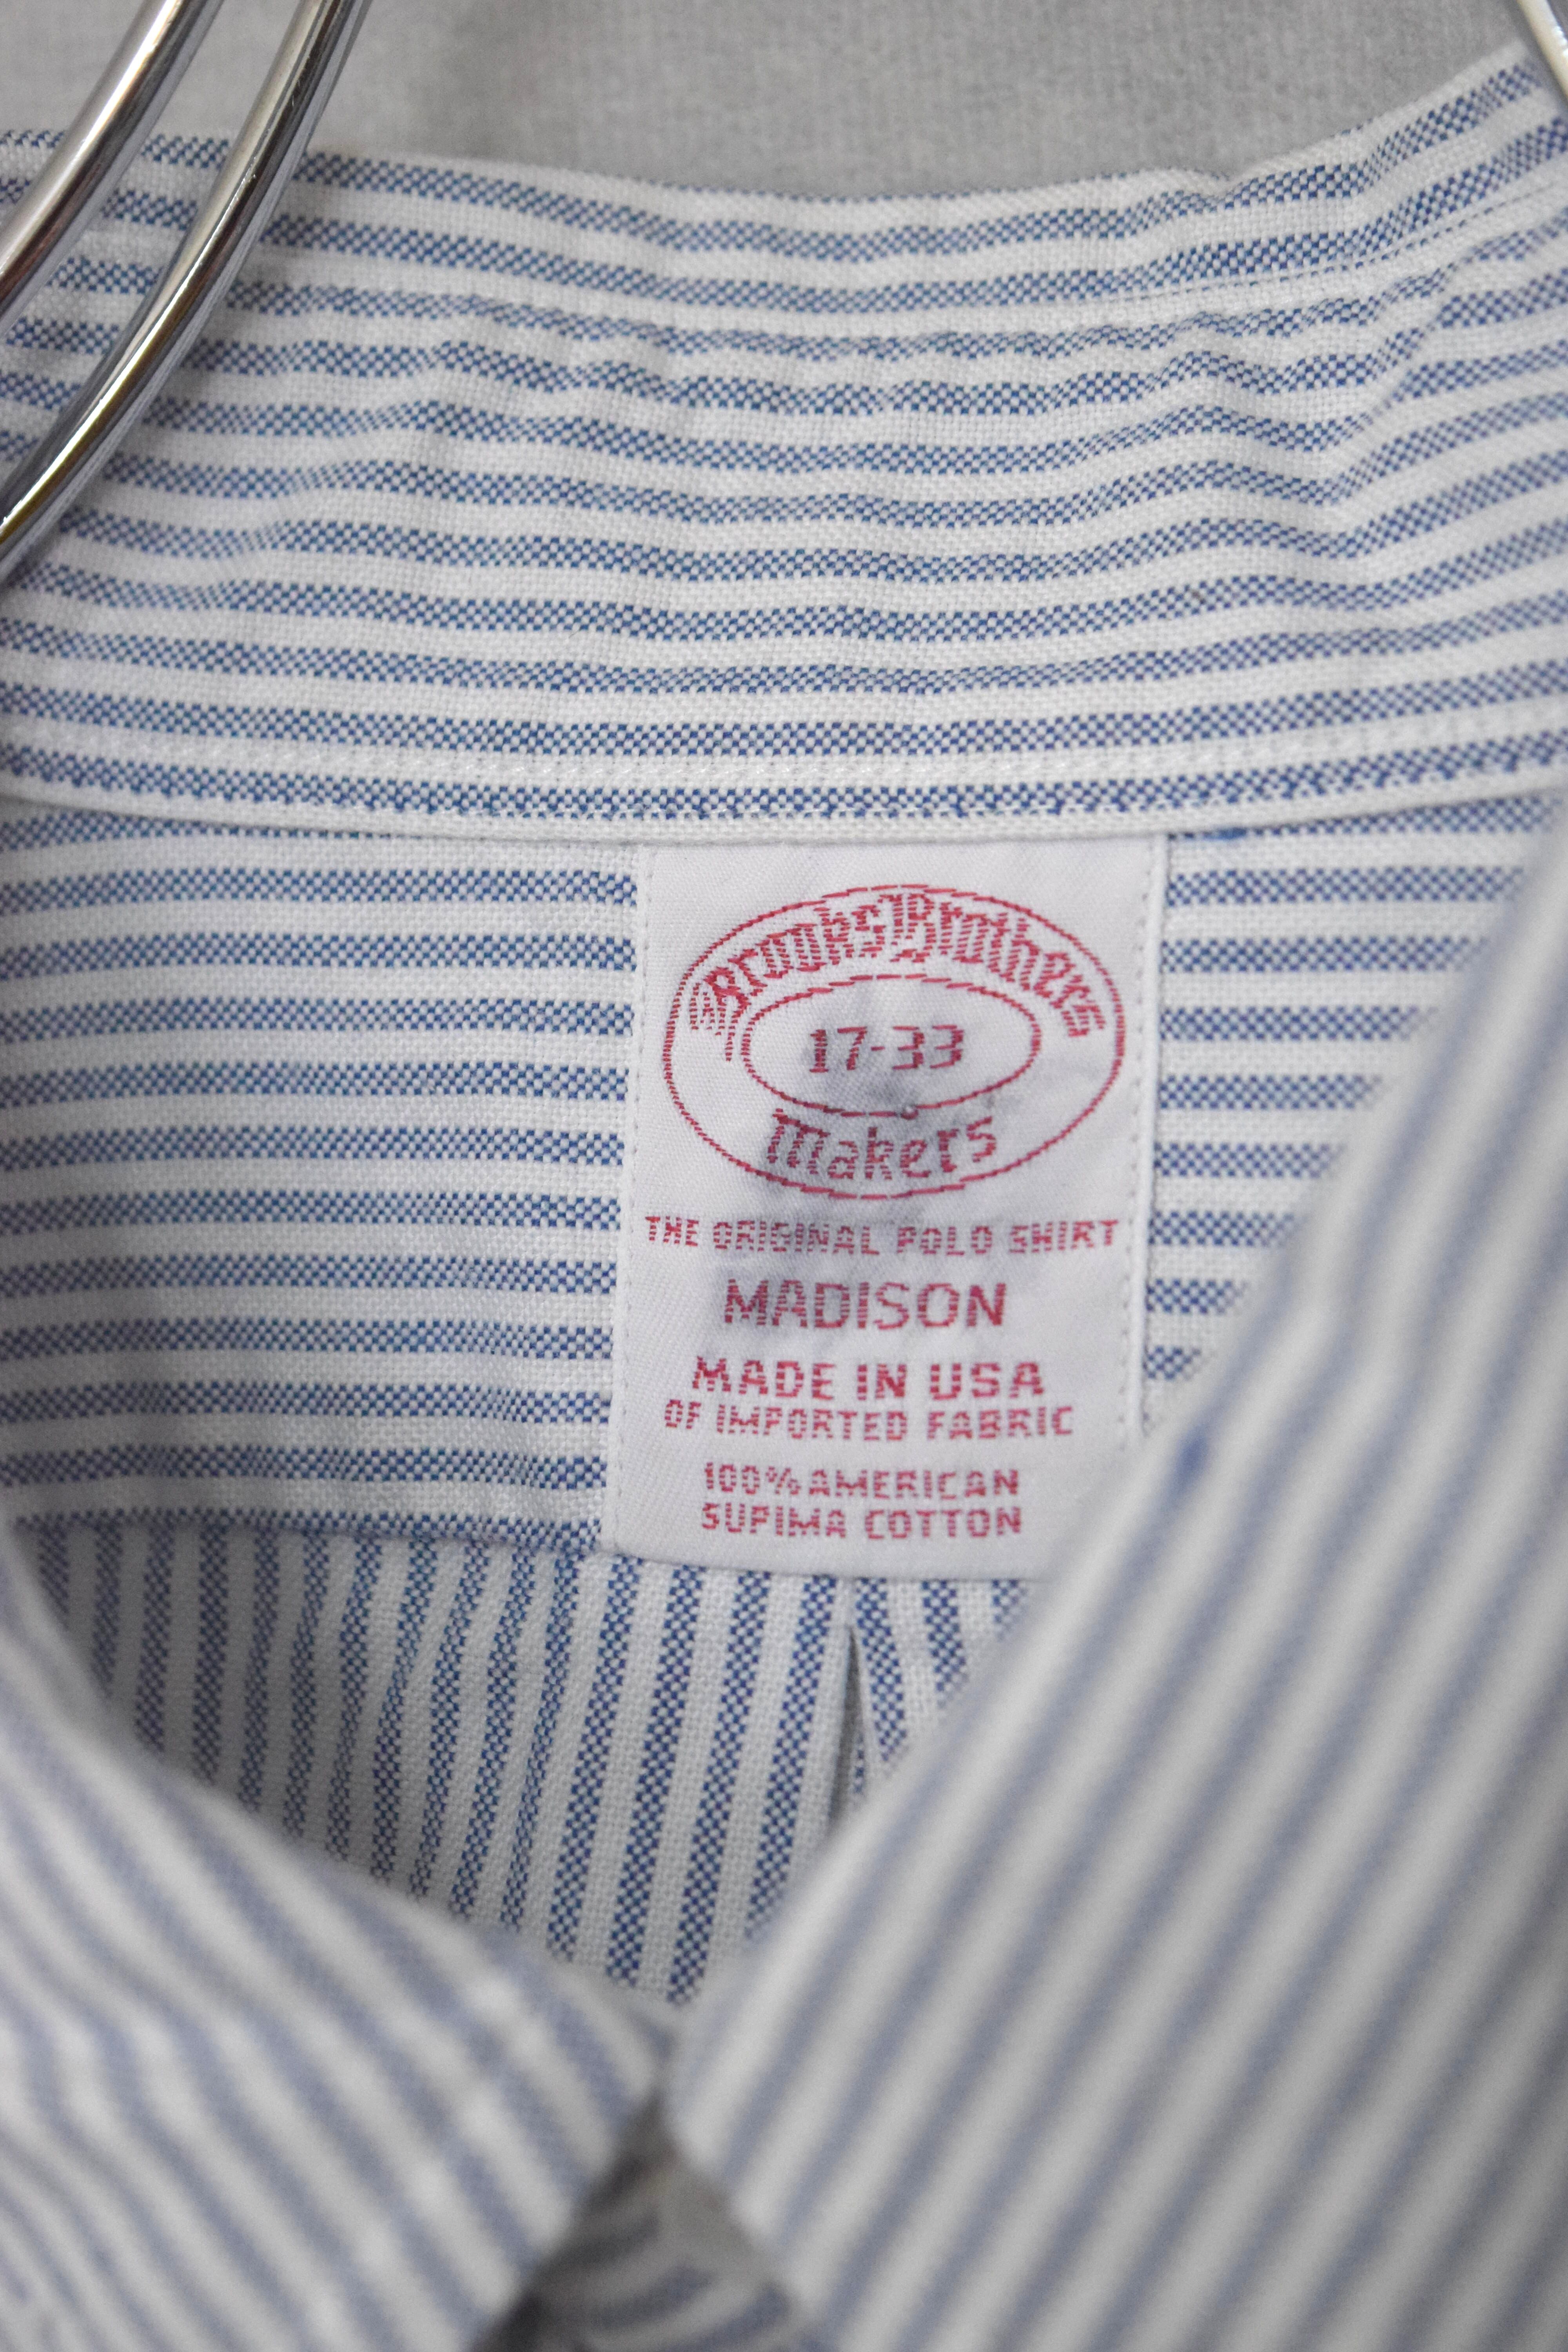 Brooks Brothers
17-33
Makers
THE ORIGINAL POLO SHIRT
MADISON
MADE IN USA
OF IMPORTED FABRIC
100% AMERICAN
SUPIMA COTTON